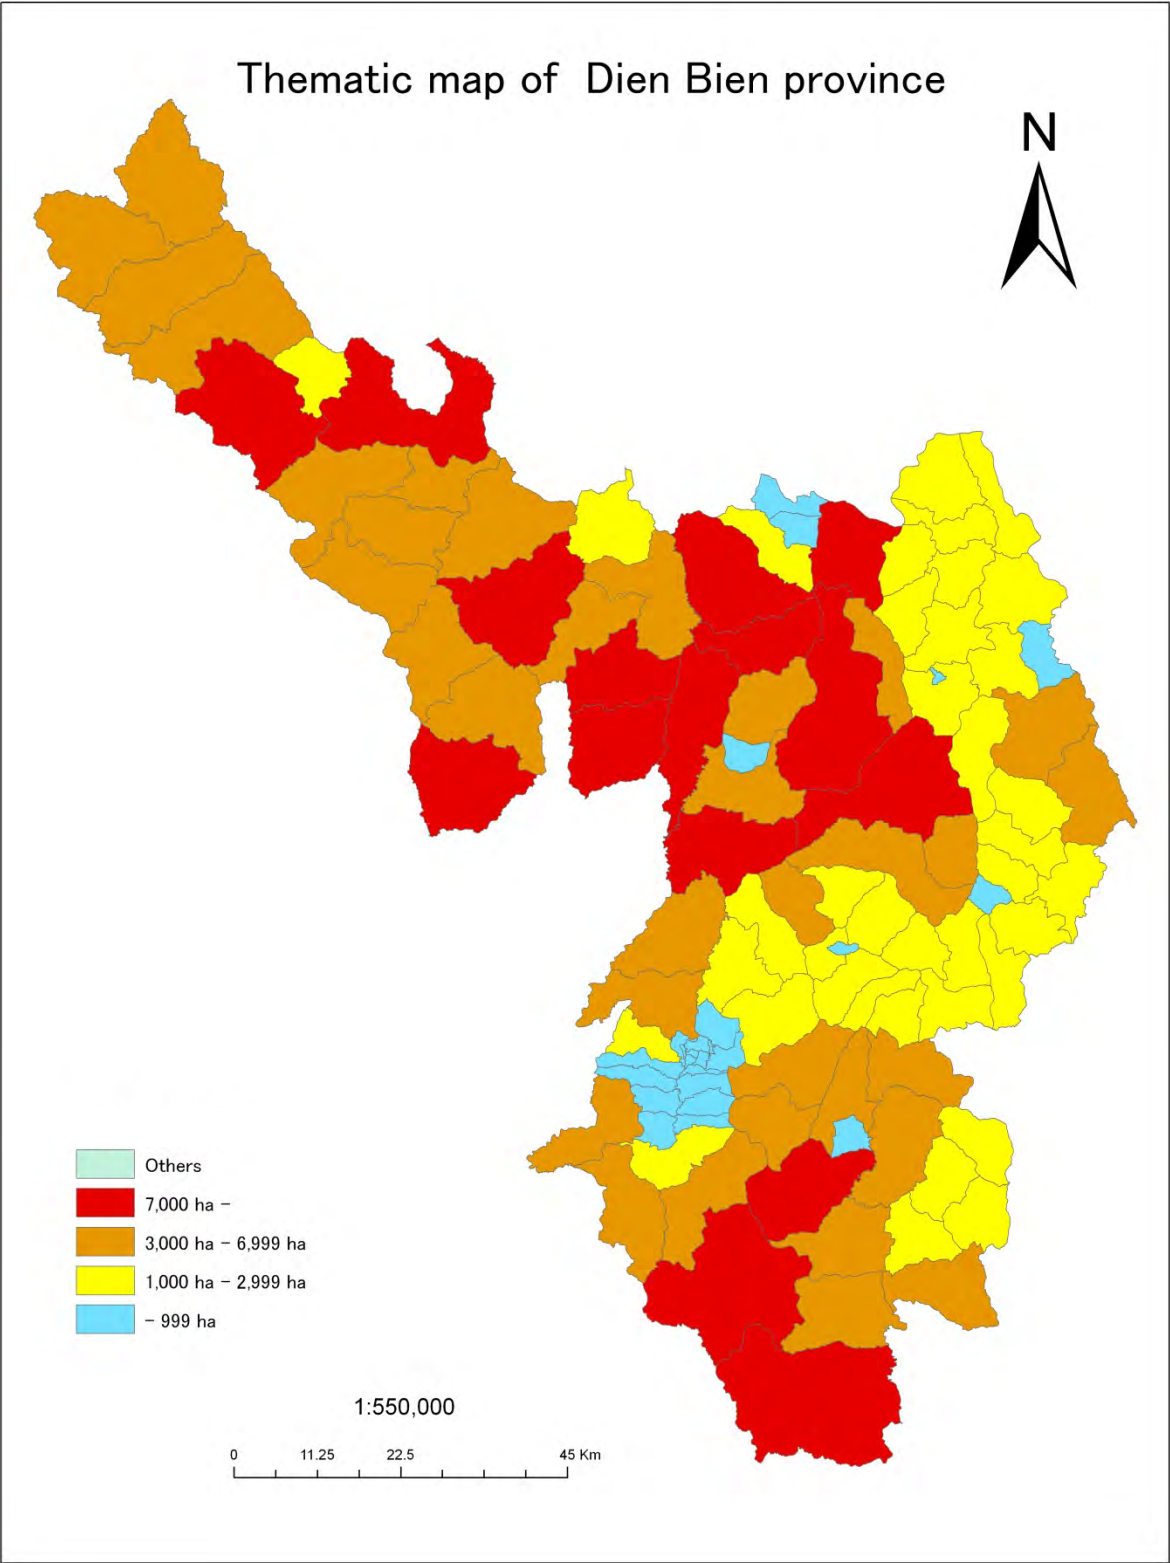 Thematic map of Dien Bien province
N
Others
7,000 ha -
3,000 ha - 6,999 ha
1,000 ha - 2,999 ha
- 999 ha
1:550,000
0 11.25 22.5 45 Km